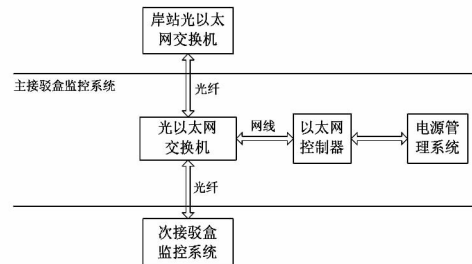 岸站光以太
网交换机
主接驳盒监控系统
光纤
光以太网
交换机
网线
以太网
控制器
电源管
理系统
光纤
次接驳盒
监控系统